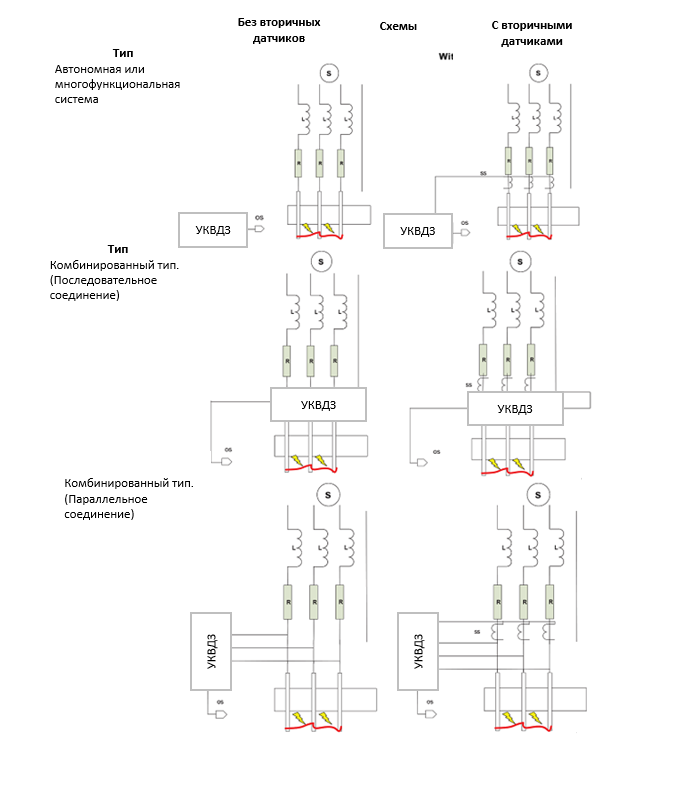 Без вторичных
датчиков
Схемы
С вторичными
датчиками
Wit
Тип
Автономная или
многофункциональная
система
S
S
L
L
L
L
L
L
R
R
R
R
R
R
SS
OS
УКВДЗ
OS
УКВДЗ
Тип
Комбинированный тип.
(Последовательное
соединение)
S
S
L
L
L
L
L
L
R
R
R
R
R
R
SS
УКВДЗ
УКВДЗ
OS
OS
Комбинированный тип.
(Параллельное
соединение)
S
S
L
L
L
L
L
L
R
R
R
R
R
R
УКВДЗ
УКВДЗ
SS
OS
OS